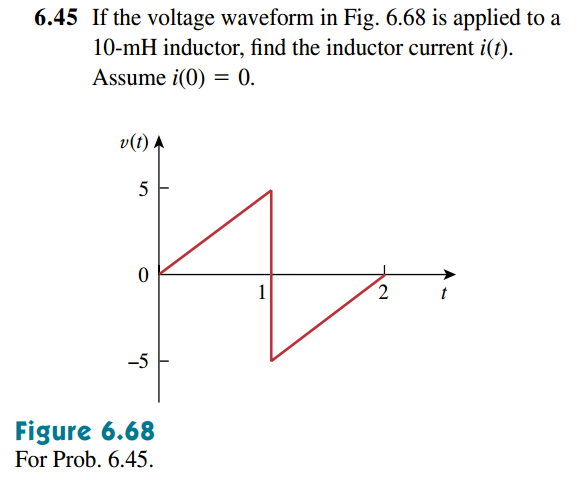 6.45 If the voltage waveform in Fig. 6.68 is applied to a
10-mH inductor, find the inductor current i(t).
Assume i(0) = 0.
v(t)
5
0
1
2
t
–5
Figure 6.68
For Prob. 6.45.